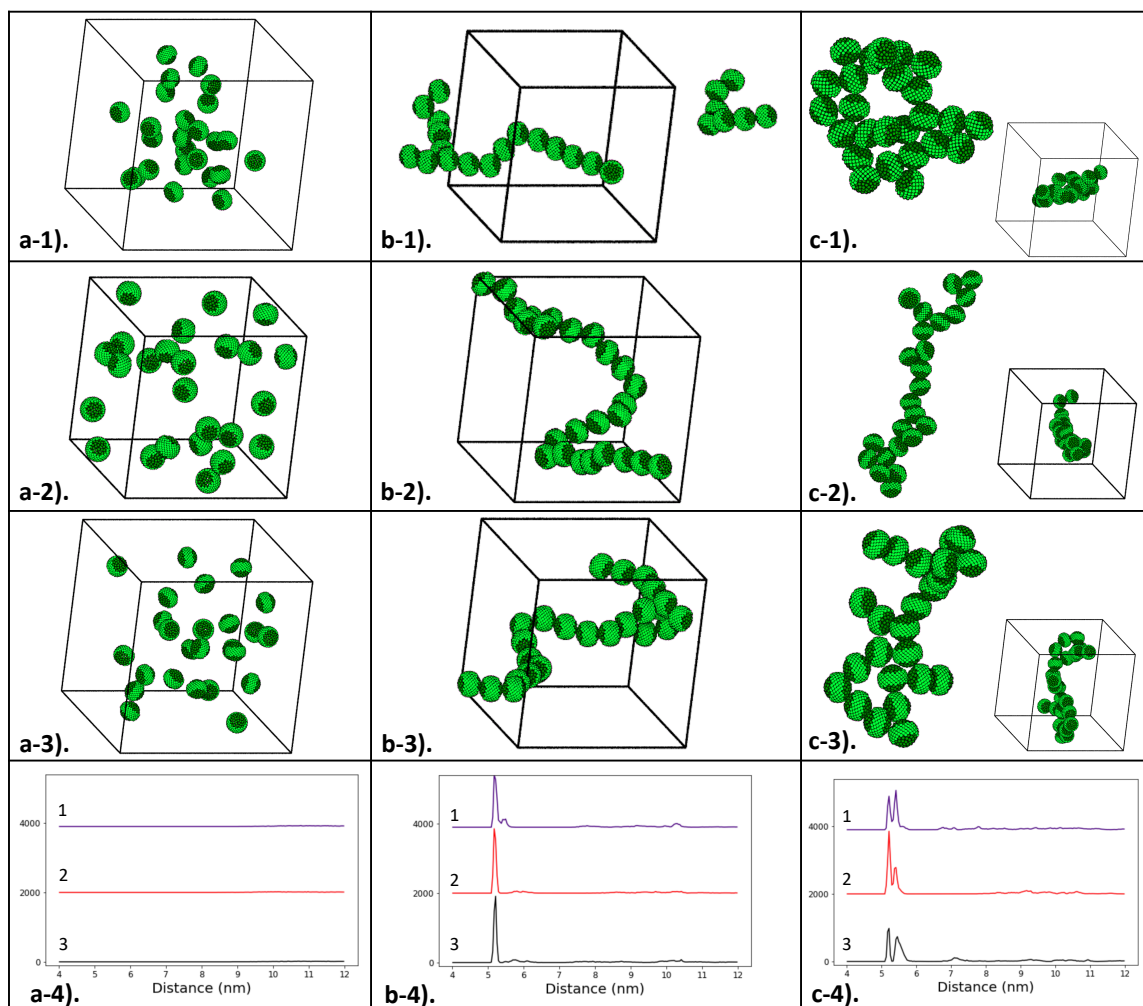 a-1).
b-1).
c-1).
a-2).
b-2).
c-2).
a-3).
b-3).
c-3).
1
4000
2
2000
3
0
4 5 6 7 8 9 10 11 12
Distance (nm)
a-4).
1
4000
2
2000
3
0
4 5 6 7 8 9 10 11 12
Distance (nm)
b-4).
1
4000
2
2000
3
0
4 5 6 7 8 9 10 11 12
Distance (nm)
c-4).